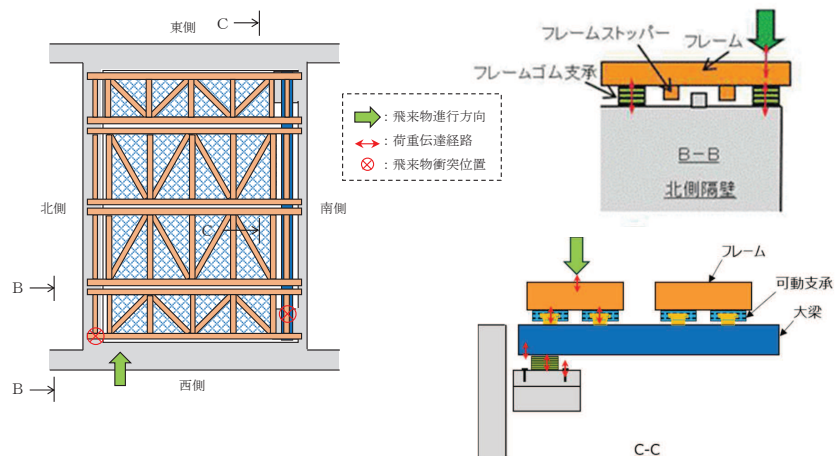 東側
C
北側
南側
C
B
B
西側
：飛来物進行方向
：荷重伝達経路
：飛来物衝突位置
フレームストッパー
フレーム
フレームゴム支承
B－B
北側隔壁
フレーム
可動支承
大梁
C-C